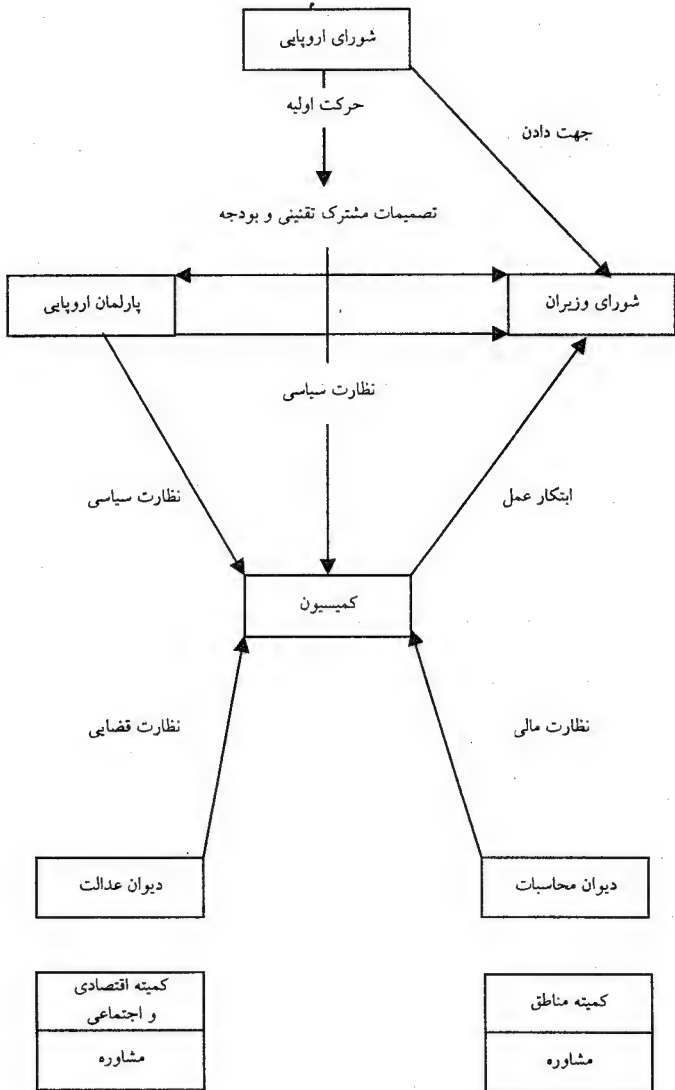 شورای اروپایی
حرکت اولیه
جهت دادن
تصمیمات مشترک تقنینی و بودجه
شورای وزیران
پارلمان اروپایی
نظارت سیاسی
ابتکار عمل
نظارت سیاسی
کمیسیون
نظارت مالی
نظارت قضایی
دیوان محاسبات
دیوان عدالت
کمیته مناطق
مشاوره
کمیته اقتصادی
و اجتماعی
مشاوره